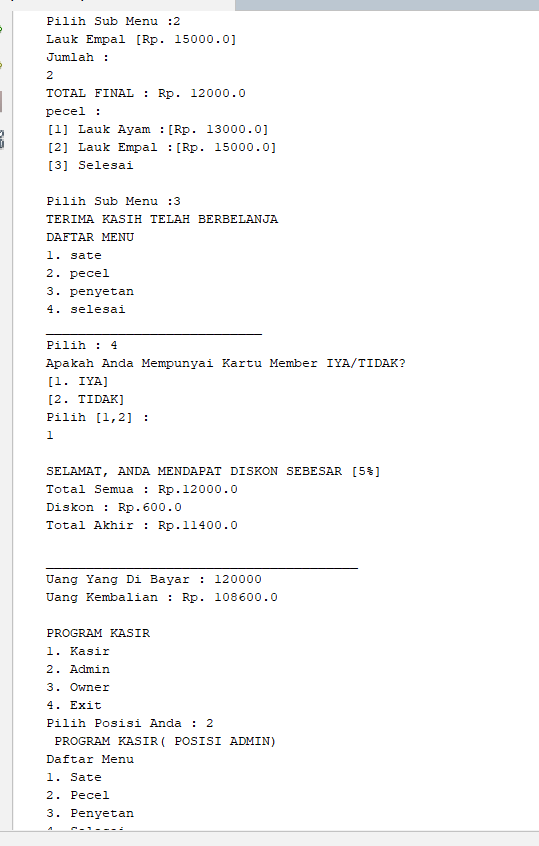 Pilih Sub Menu :2
Lauk Empal [Rp. 15000.0]
Jumlah :
2
TOTAL FINAL : Rp. 12000.0
pecel :
[1] Lauk Ayam :[Rp. 13000.0]
[2] Lauk Empal :[Rp. 15000.0]
[3] Selesai
Pilih Sub Menu :3
TERIMA KASIH TELAH BERBELANJA
DAFTAR MENU
1. sate
2. pecel
3. penyetan
4. selesai
Pilih : 4
Apakah Anda Mempunyai Kartu Member IYA/TIDAK?
[1. IYA]
[2. TIDAK]
Pilih [1,2] :
1
SELAMAT, ANDA MENDAPAT DISKON SEBESAR [5%]
Total Semua : Rp.12000.0
Diskon : Rp.600.0
Total Akhir : Rp.11400.0
Uang Yang Di Bayar : 120000
Uang Kembalian : Rp. 108600.0
PROGRAM KASIR
1. Kasir
2. Admin
3. Owner
4. Exit
Pilih Posisi Anda : 2
PROGRAM KASIR( POSISI ADMIN)
Daftar Menu
1. Sate
2. Pecel
3. Penyetan